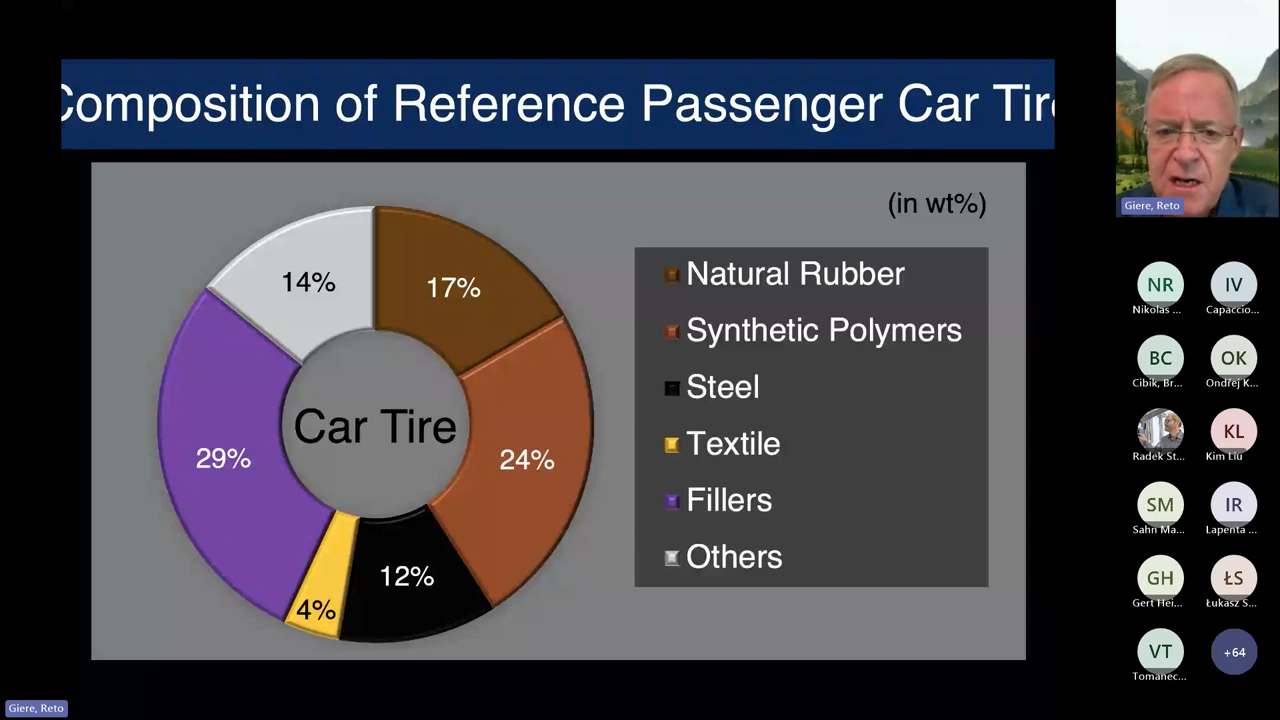 Composition of Reference Passenger Car Tire
(in wt%)
14%
17%
29%
Car Tire
24%
12%
4%
Natural Rubber
Synthetic Polymers
Steel
Textile
Fillers
Others
Giere, Reto
NR
IV
Nikolas ...
Capaccio...
BC
OK
Cibik, Br...
Ondřej K...
KL
Radek St...
Kim Liu
SM
IR
Sahn Ma...
Lapenta ...
GH
ŁS
Gert Hei...
Łukasz S...
VT
+64
Tomanec...
Giere, Reto